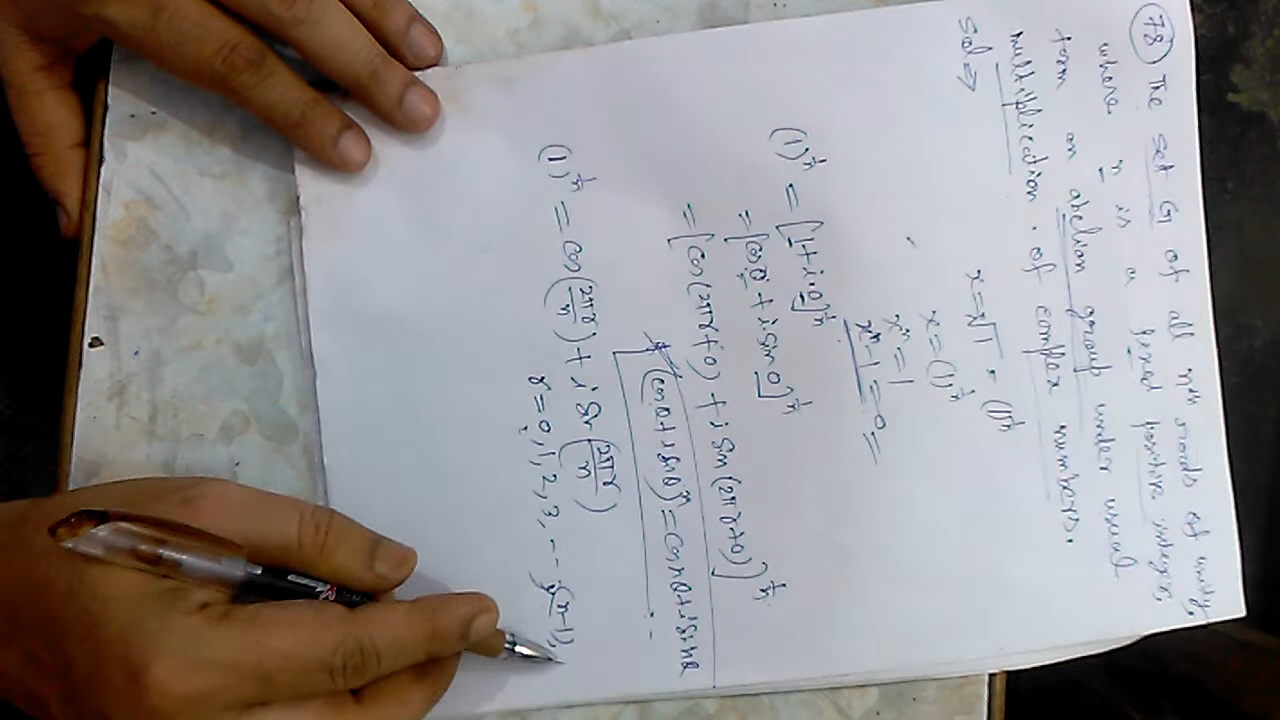 (78) The set G of all nth roots of unity,
where n is a fixed positive integer,
form an abelian group under usual
multiplication of complex numbers.
Sol ⇒
x = ⁿ√1 = (1)^{1/n}
x = (1)^{1/n}
xⁿ = 1
xⁿ - 1 = 0 =
(1)^{1/n} = [1 + i·0]^{1/n}
= [cos 0 + i sin 0]^{1/n}
= [cos (2πr + 0) + i sin (2πr + 0)]^{1/n}
* (cos θ + i sin θ)ⁿ = cos nθ + i sin nθ
(1)^{1/n} = cos (2πr/n) + i sin (2πr/n)
r = 0, 1, 2, 3, -- (n-1),